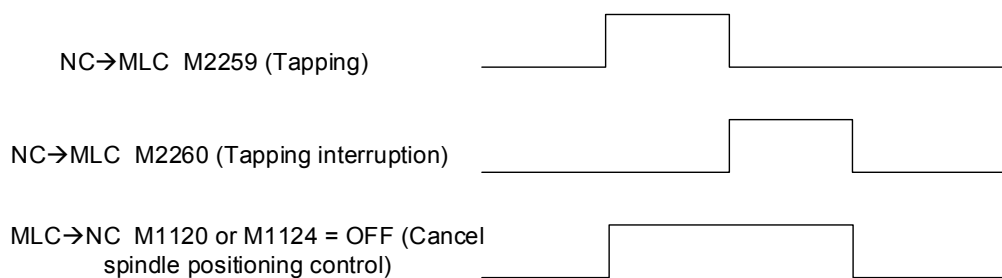 NC→MLC M2259 (Tapping)
NC→MLC M2260 (Tapping interruption)
MLC→NC M1120 or M1124 = OFF (Cancel
spindle positioning control)